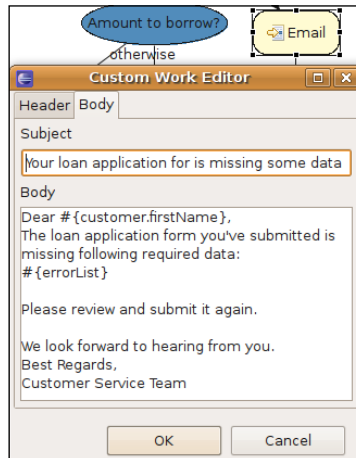 Amount to borrow?
Email
otherwise
Custom Work Editor
Header Body
Subject
Your loan application for is missing some data
Body
Dear #{customer.firstName},
The loan application form you've submitted is
missing following required data:
#{errorList}
Please review and submit it again.
We look forward to hearing from you.
Best Regards,
Customer Service Team
OK Cancel